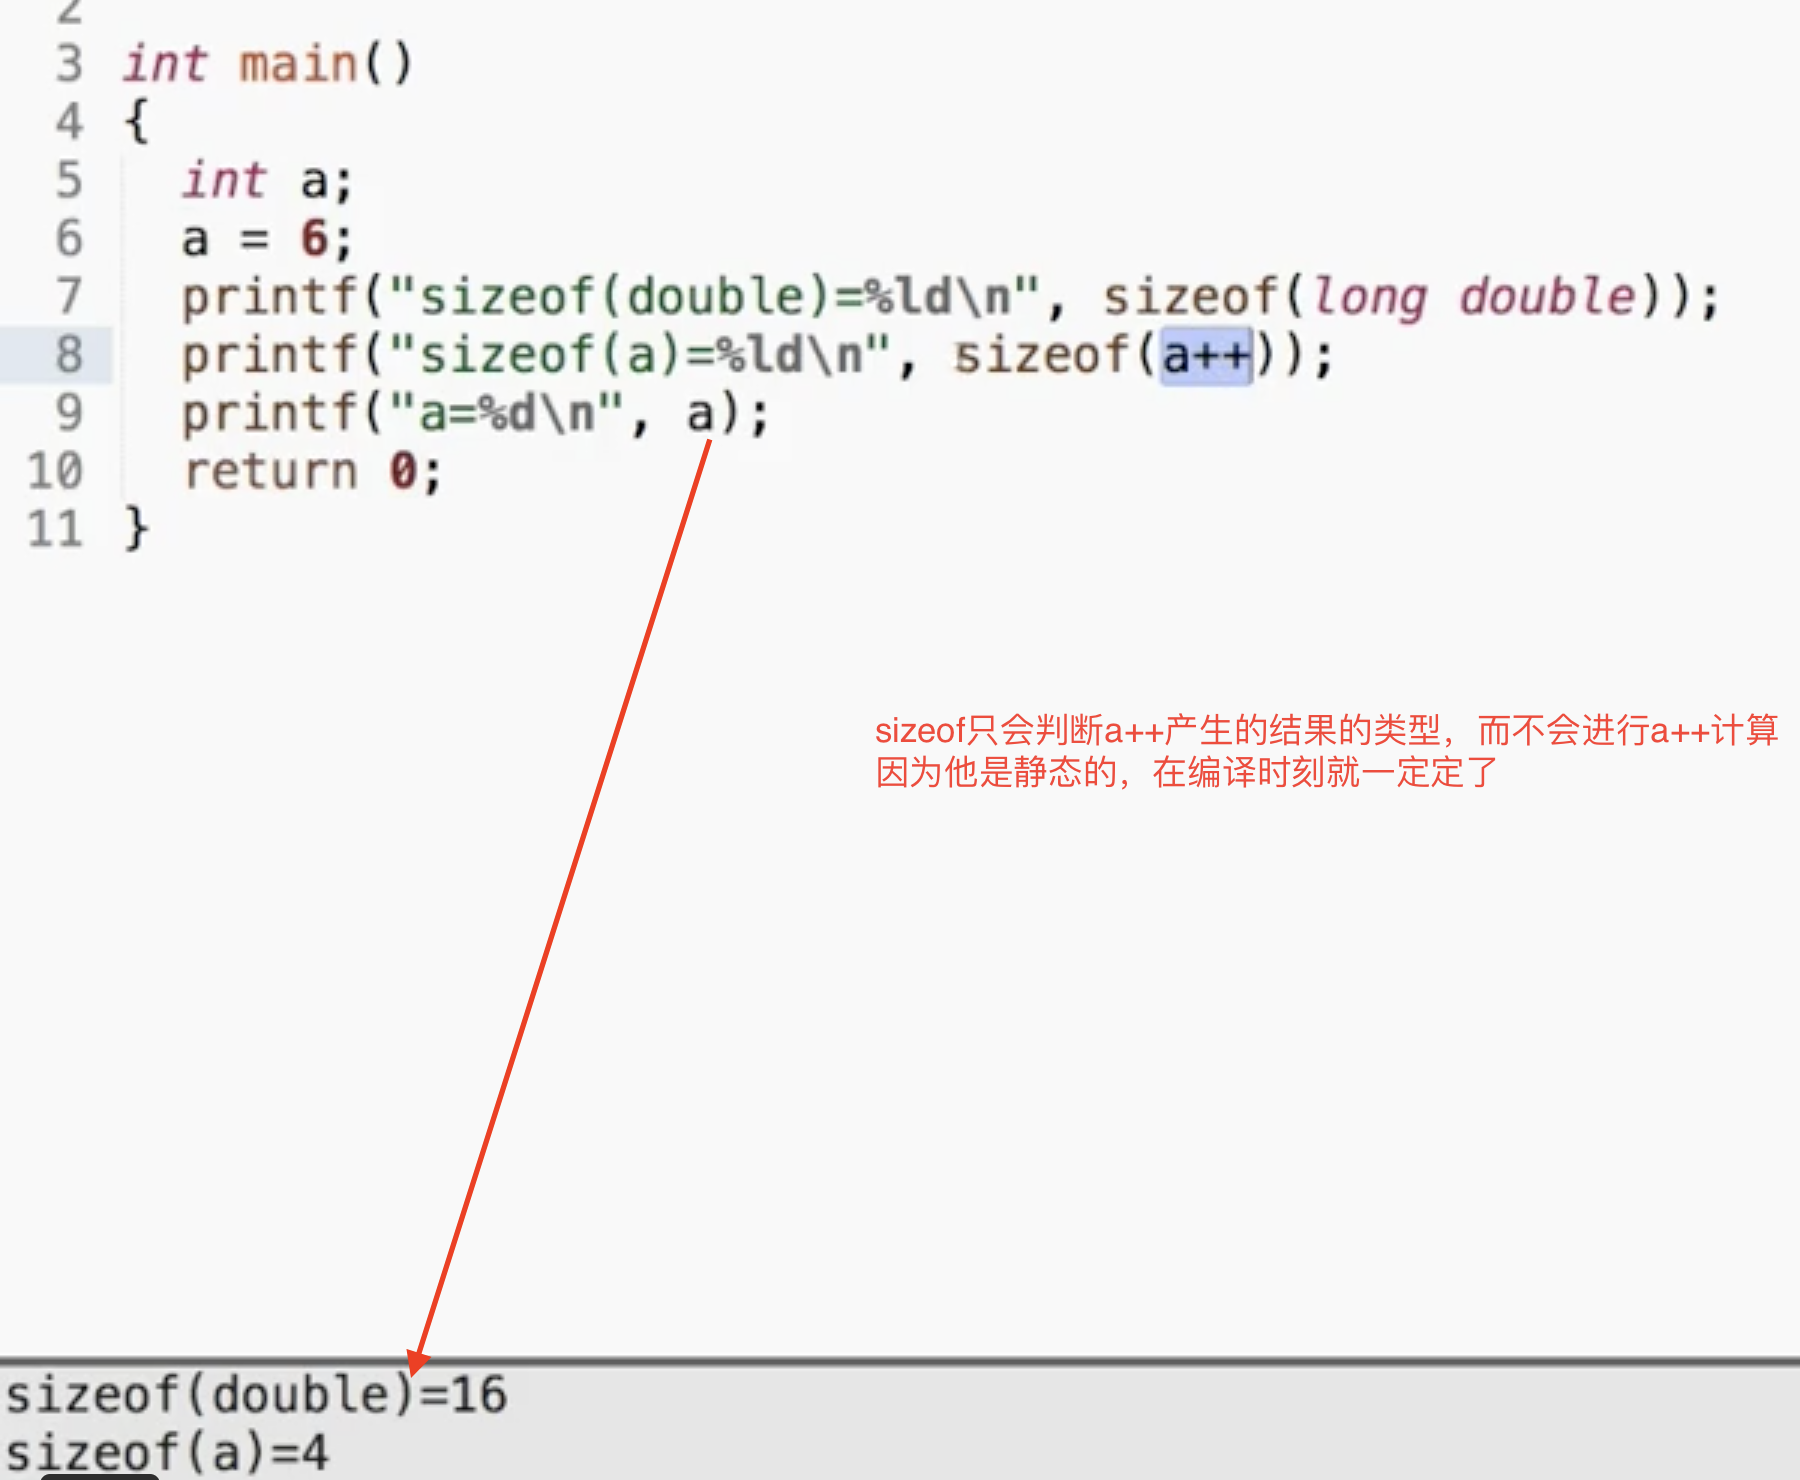 2
3 int main()
4 {
5 int a;
6 a = 6;
7 printf("sizeof(double)=%ld\n", sizeof(long double));
8 printf("sizeof(a)=%ld\n", sizeof(a++));
9 printf("a=%d\n", a);
10 return 0;
11 }
sizeof只会判断a++产生的结果的类型，而不会进行a++计算
因为他是静态的，在编译时刻就一定定了
sizeof(double)=16
sizeof(a)=4